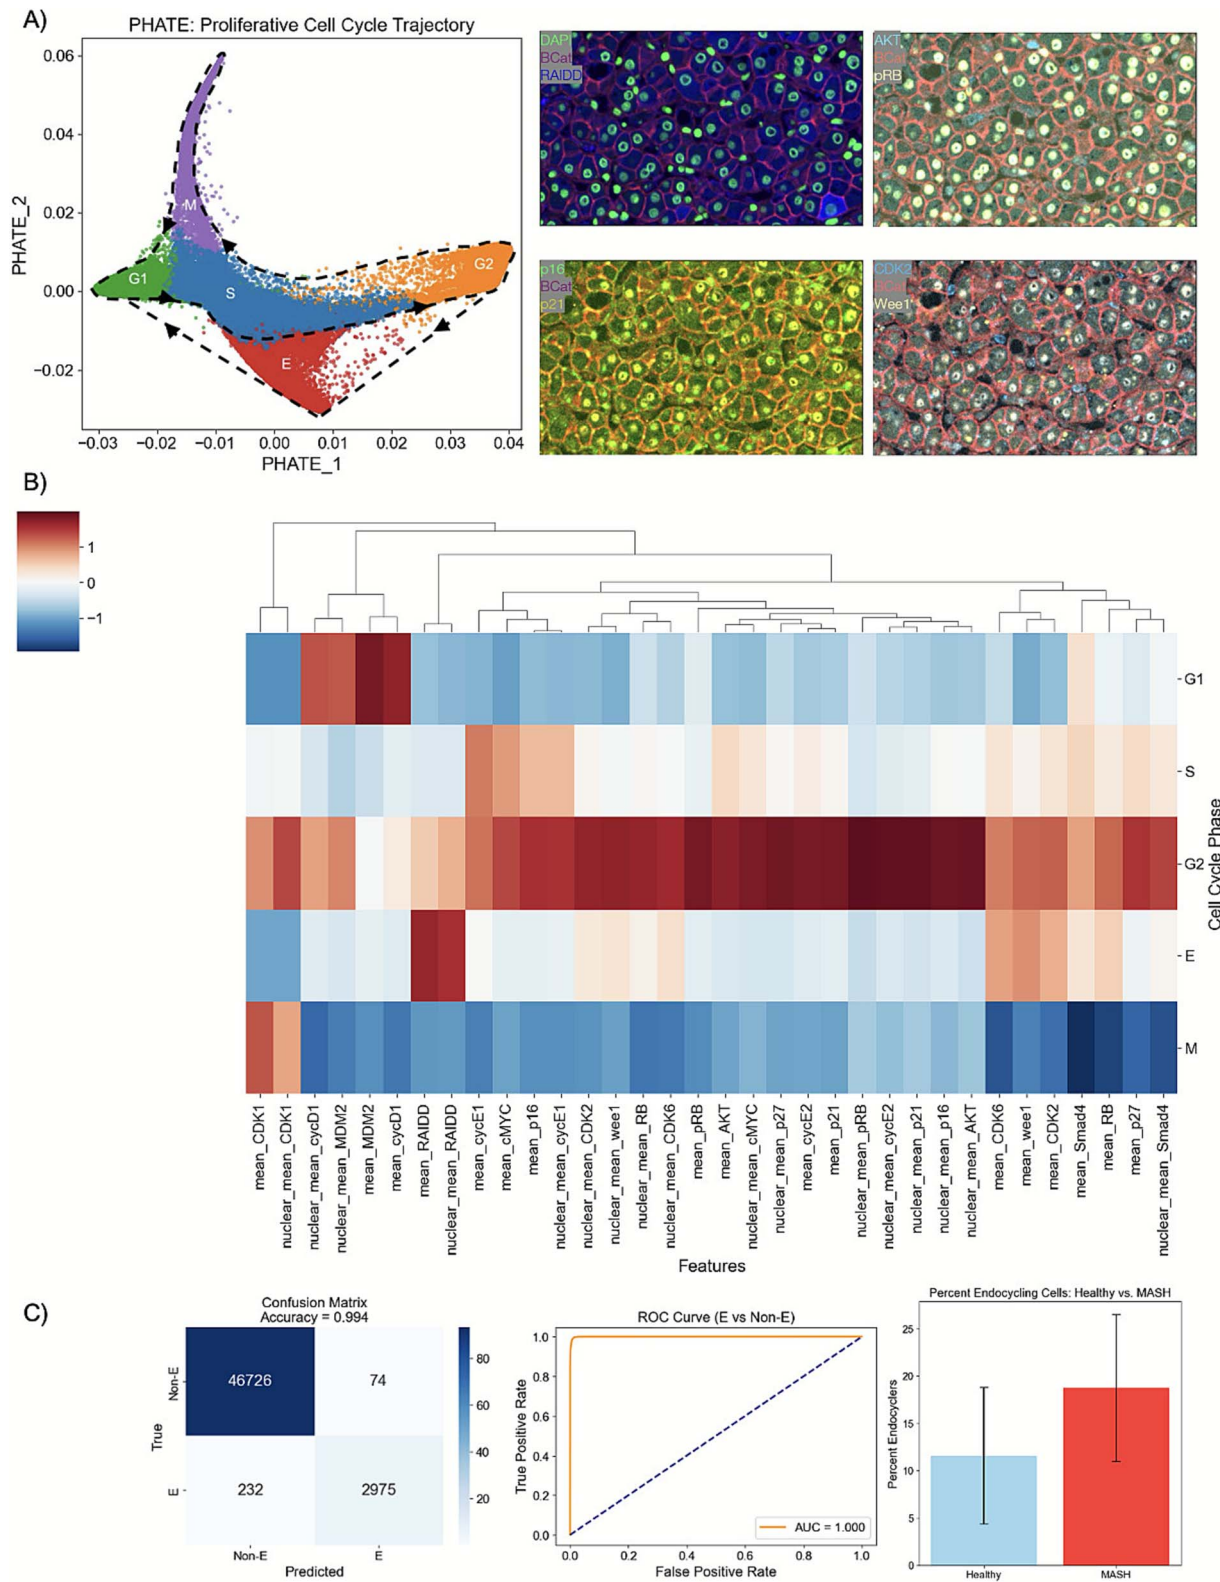 A)
PHATE: Proliferative Cell Cycle Trajectory
0.06
0.04
0.02
0.00
−0.02
PHATE_2
M
G1
S
G2
E
−0.03 −0.02 −0.01 0.00 0.01 0.02 0.03 0.04
PHATE_1
DAPI
BCat
RAIDD
AKT
BCat
pRB
p16
BCat
p21
CDK2
BCat
Wee1
B)
1
0
−1
G1
S
G2
E
M
Cell Cycle Phase
mean_CDK1
nuclear_mean_CDK1
nuclear_mean_cycD1
nuclear_mean_MDM2
mean_MDM2
mean_cycD1
mean_RAIDD
nuclear_mean_RAIDD
mean_cycE1
mean_cMYC
mean_p16
nuclear_mean_cycE1
nuclear_mean_CDK2
nuclear_mean_wee1
nuclear_mean_RB
nuclear_mean_CDK6
mean_pRB
mean_AKT
nuclear_mean_cMYC
nuclear_mean_p27
mean_cycE2
mean_p21
nuclear_mean_pRB
nuclear_mean_cycE2
nuclear_mean_p21
nuclear_mean_p16
nuclear_mean_AKT
mean_CDK6
mean_wee1
mean_CDK2
mean_Smad4
mean_RB
mean_p27
nuclear_mean_Smad4
Features
C)
Confusion Matrix
Accuracy = 0.994
True
Non-E
E
46726 74
232 2975
Non-E E
Predicted
80
60
40
20
ROC Curve (E vs Non-E)
True Positive Rate
1.0
0.8
0.6
0.4
0.2
0.0
AUC = 1.000
0.0 0.2 0.4 0.6 0.8 1.0
False Positive Rate
Percent Endocycling Cells: Healthy vs. MASH
Percent Endocyclers
25
20
15
10
5
0
Healthy MASH